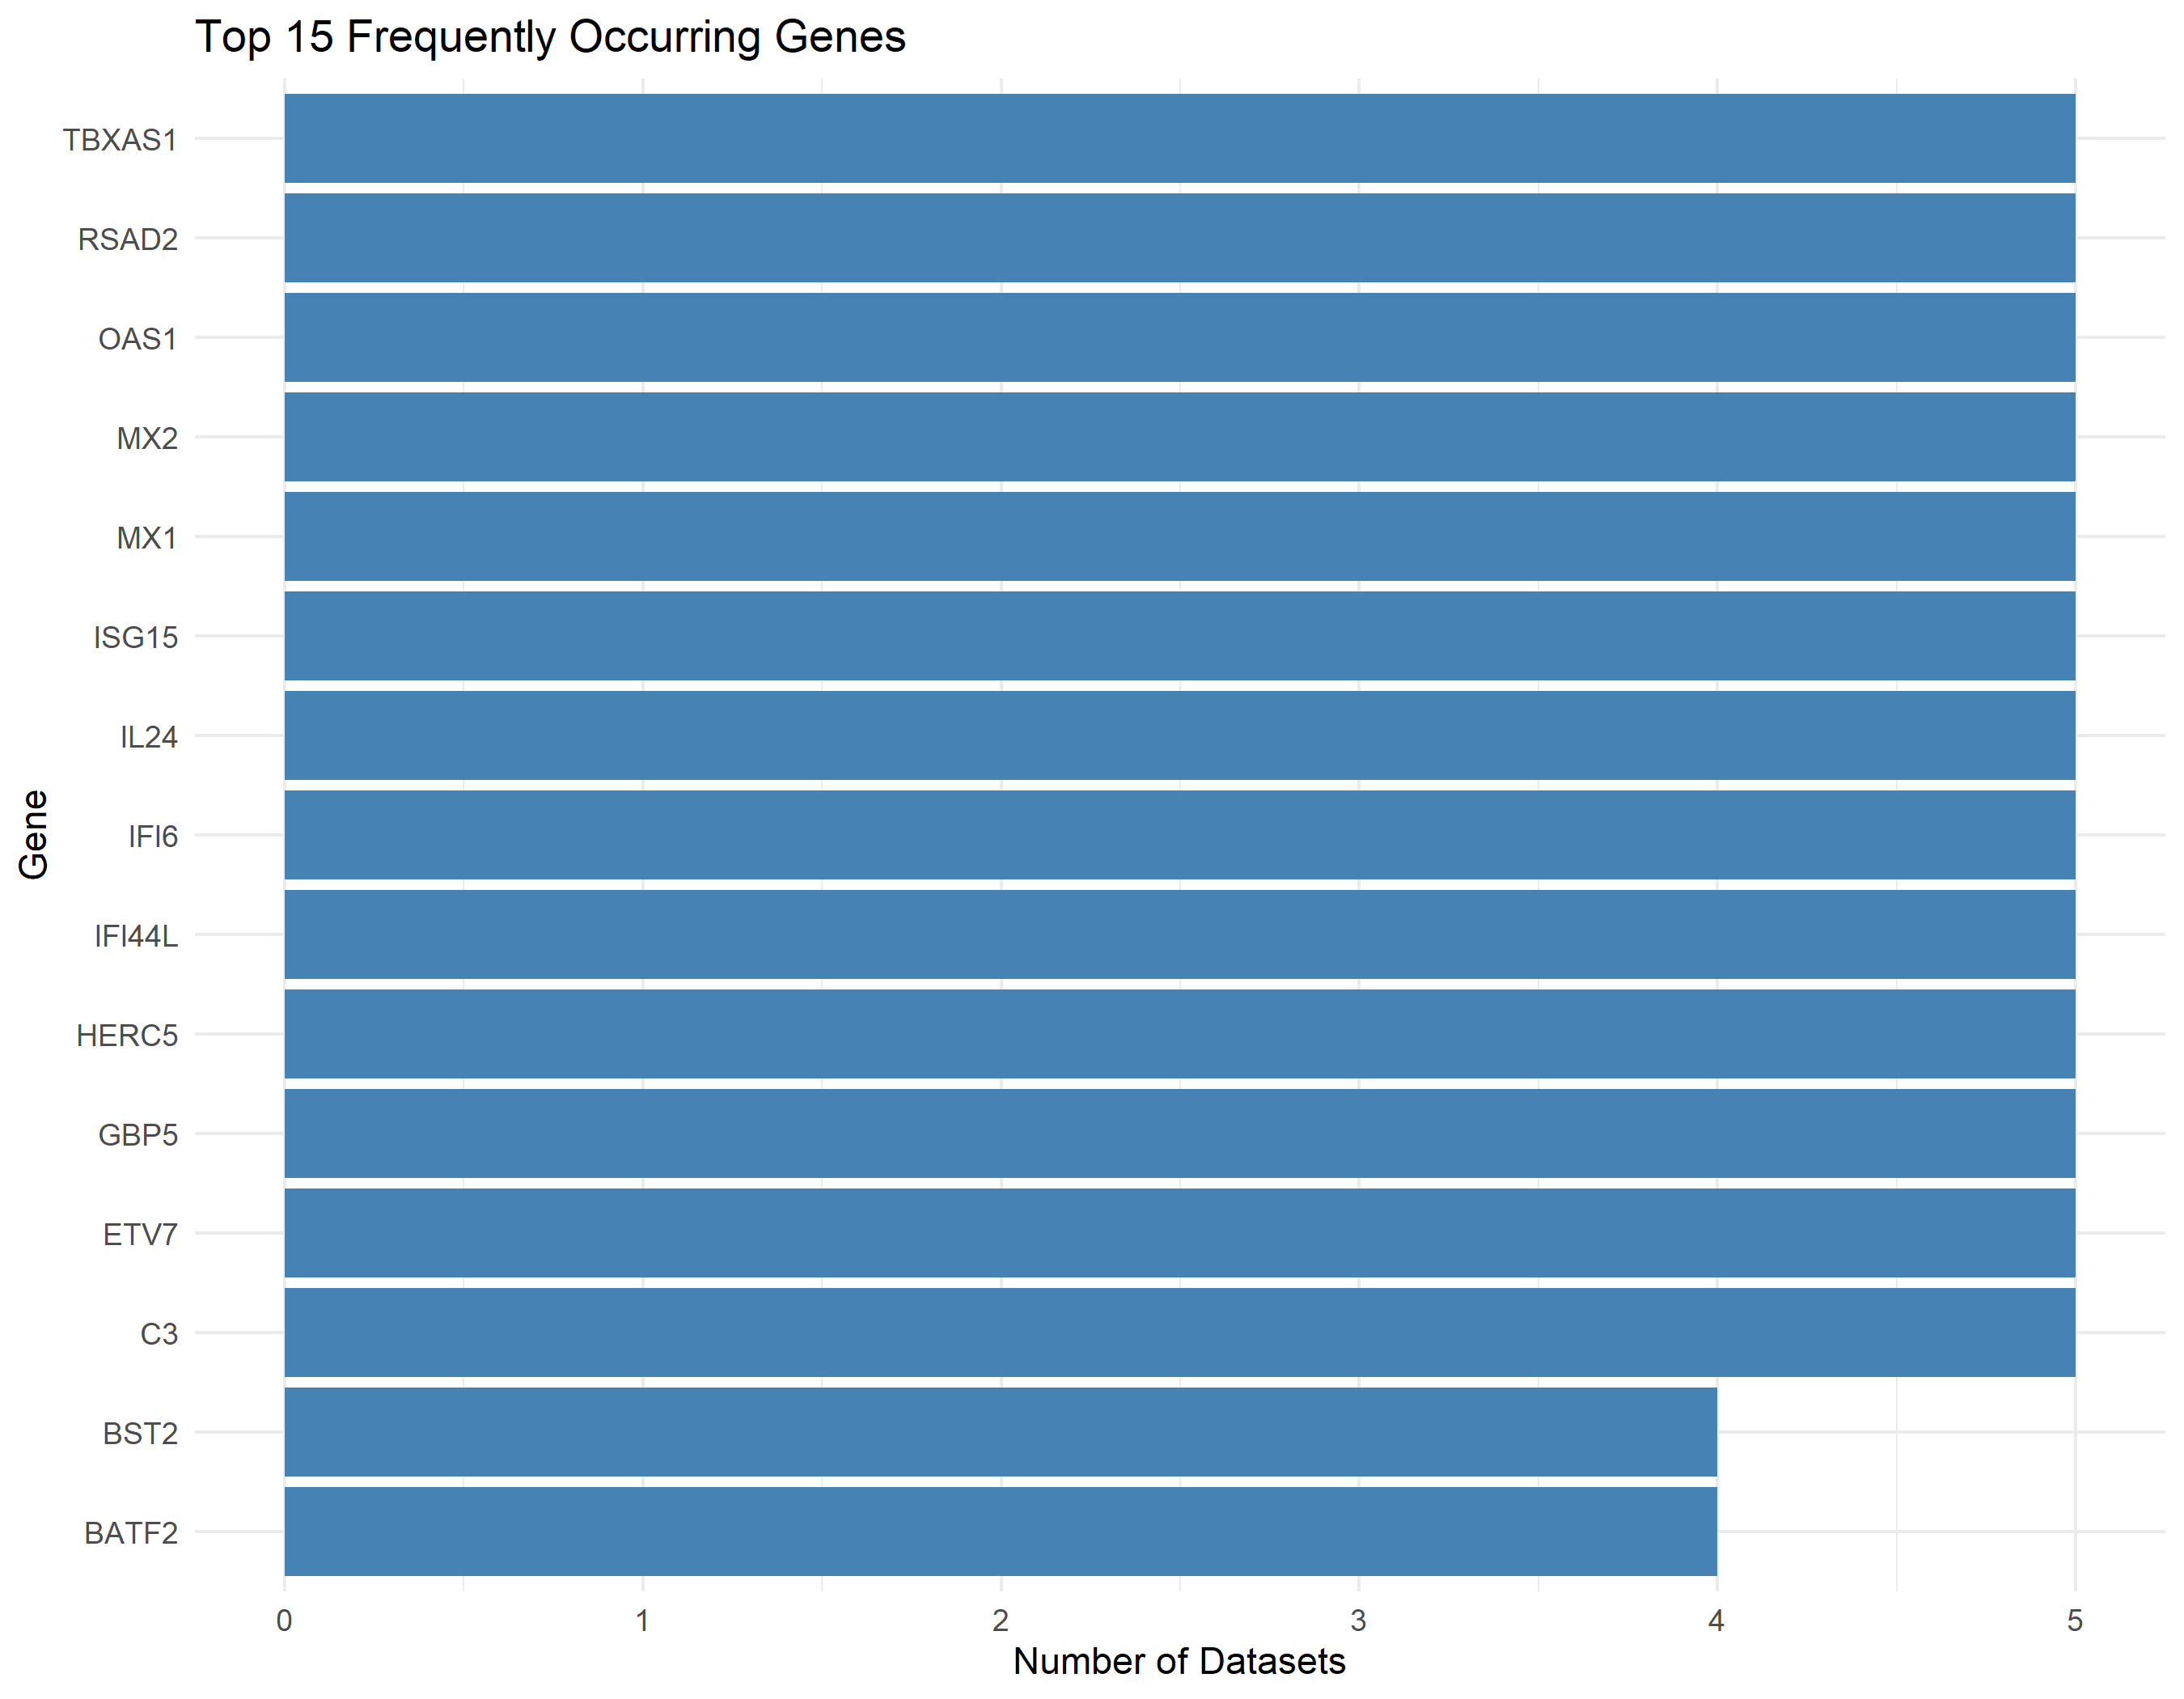 Top 15 Frequently Occurring Genes
TBXAS1
RSAD2
OAS1
MX2
MX1
ISG15
IL24
IFI6
IFI44L
HERC5
GBP5
ETV7
C3
BST2
BATF2
Gene
0 1 2 3 4 5
Number of Datasets